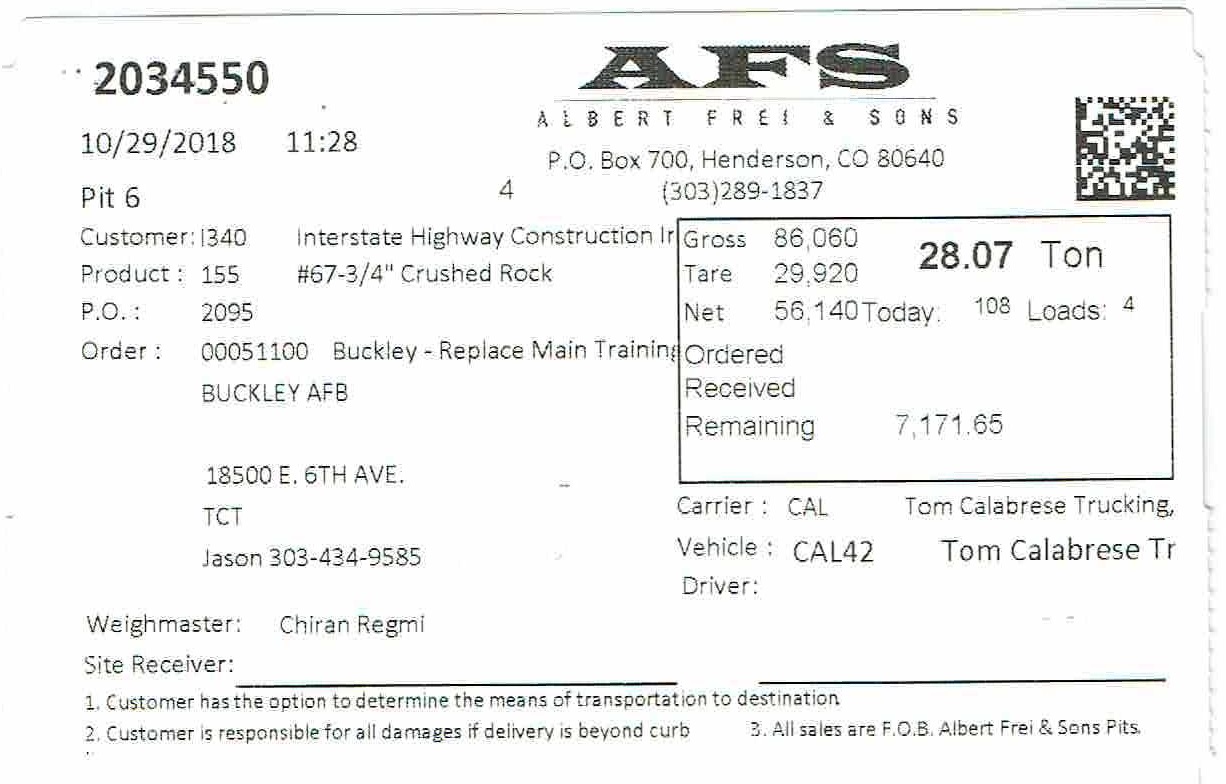 2034550
AFS
ALBERT FREI & SONS
10/29/2018 11:28
P.O. Box 700, Henderson, CO 80640
Pit 6 4 (303)289-1837
Customer: I340 Interstate Highway Construction Ir
Product : 155 #67-3/4" Crushed Rock
P.O. : 2095
Order : 00051100 Buckley - Replace Main Training
BUCKLEY AFB
18500 E. 6TH AVE.
TCT
Jason 303-434-9585
Gross 86,060 28.07 Ton
Tare 29,920
Net 56,140 Today: 108 Loads: 4
Ordered
Received
Remaining 7,171.65
Carrier : CAL Tom Calabrese Trucking,
Vehicle : CAL42 Tom Calabrese Tr
Driver:
Weighmaster: Chiran Regmi
Site Receiver:
1. Customer has the option to determine the means of transportation to destination
2. Customer is responsible for all damages if delivery is beyond curb 3. All sales are F.O.B. Albert Frei & Sons Pits.